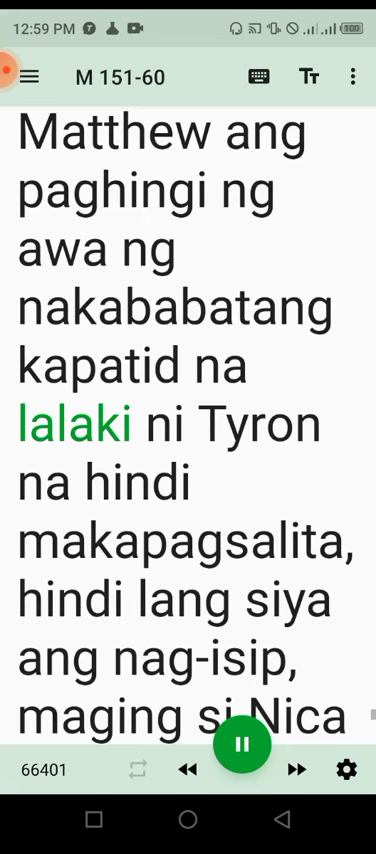 12:59 PM
100
M 151-60
Matthew ang
paghingi ng
awa ng
nakababatang
kapatid na
lalaki ni Tyron
na hindi
makapagsalita,
hindi lang siya
ang nag-isip,
maging si Nica
66401